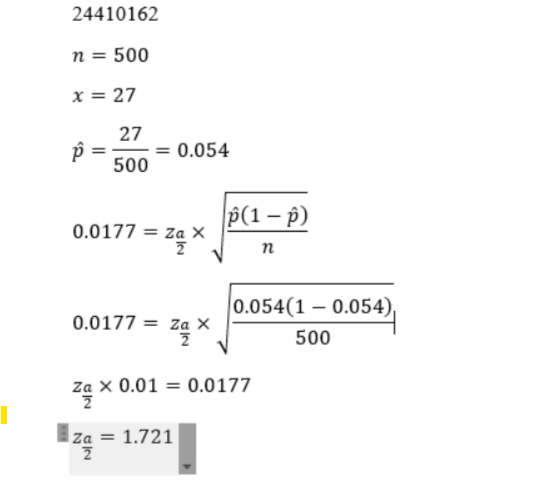 24410162
n = 500
x = 27
p̂ = 27/500 = 0.054
0.0177 = z_(a/2) × √(p̂(1 − p̂)/n)
0.0177 = z_(a/2) × √(0.054(1 − 0.054)/500)
z_(a/2) × 0.01 = 0.0177
z_(a/2) = 1.721